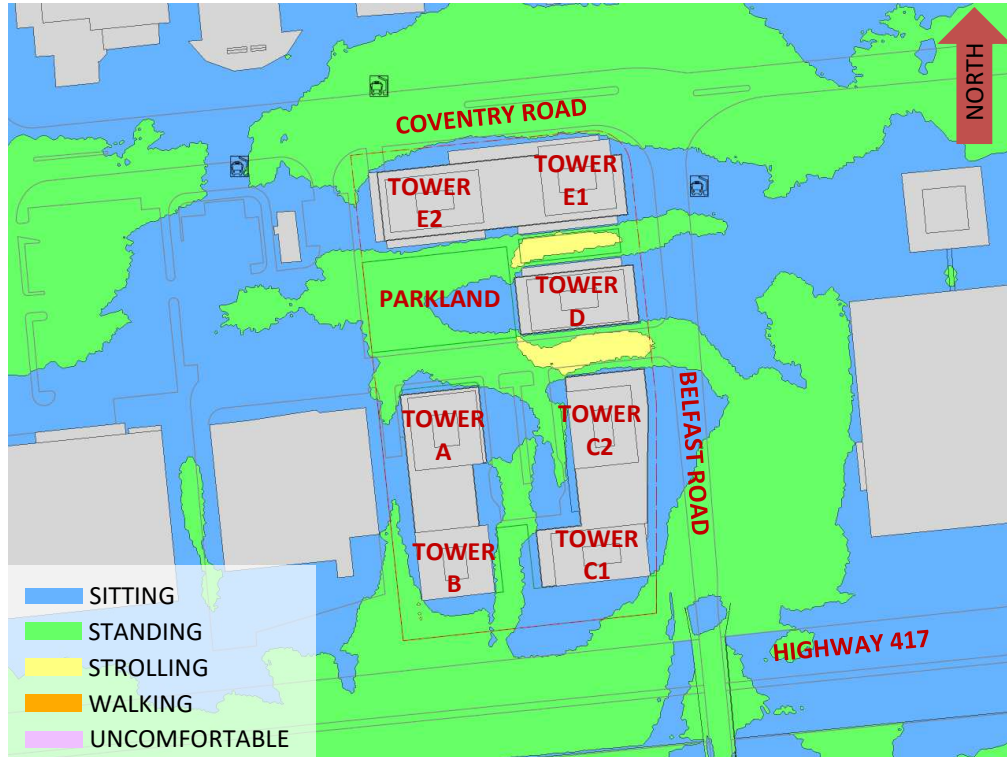 NORTH
COVENTRY ROAD
TOWER
E2
TOWER
E1
PARKLAND
TOWER
D
TOWER
A
TOWER
C2
BELFAST ROAD
TOWER
B
TOWER
C1
HIGHWAY 417
SITTING
STANDING
STROLLING
WALKING
UNCOMFORTABLE